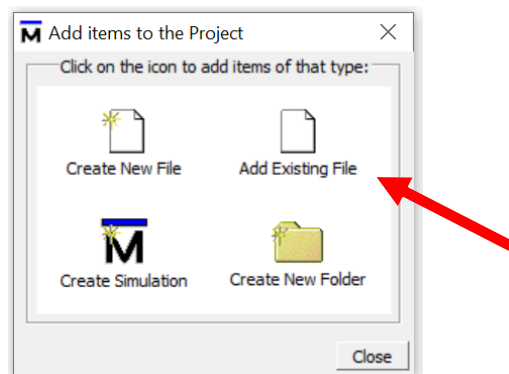 M Add items to the Project
Click on the icon to add items of that type:
Create New File Add Existing File
M
Create Simulation Create New Folder
Close